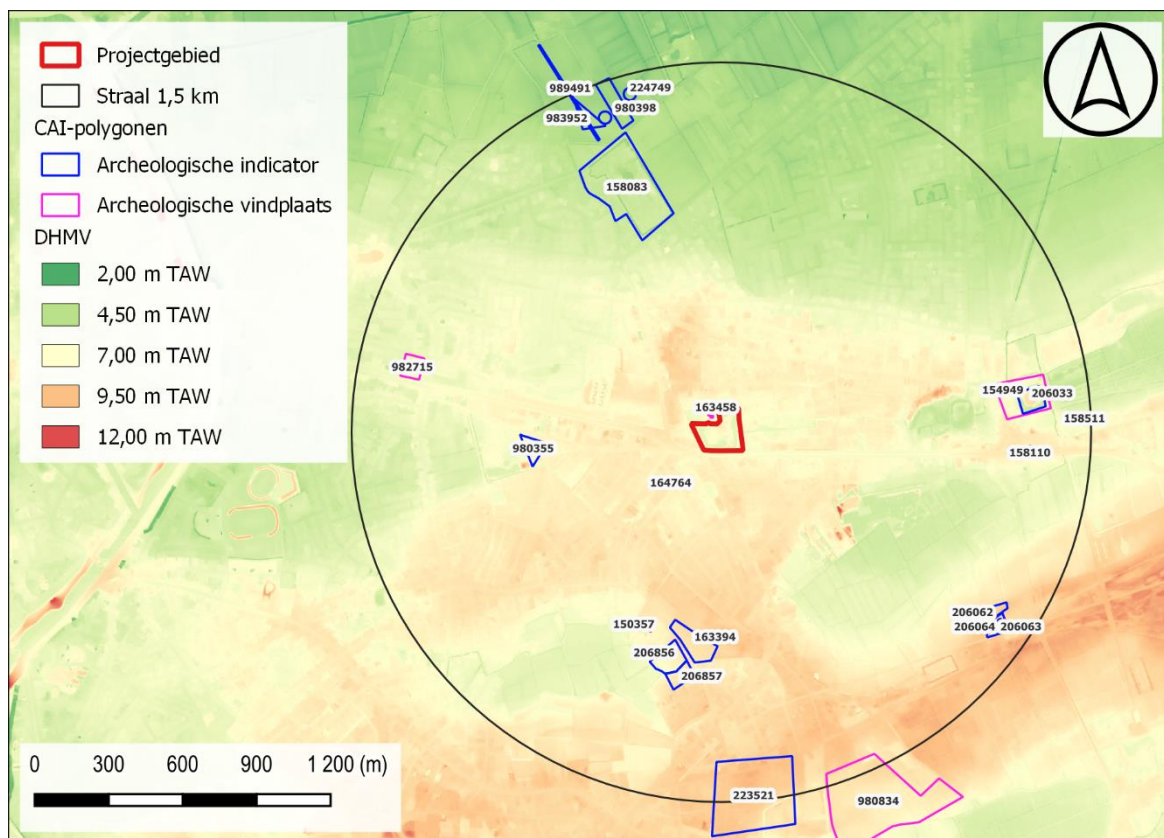 Projectgebied
Straal 1,5 km
CAI-polygonen
Archeologische indicator
Archeologische vindplaats
DHMV
2,00 m TAW
4,50 m TAW
7,00 m TAW
9,50 m TAW
12,00 m TAW
989491
224749
980398
983952
158083
982715
163458
154949
206033
158511
980355
158110
164764
206062
206064
206063
150357
163394
206856
206857
223521
980834
0 300 600 900 1 200 (m)